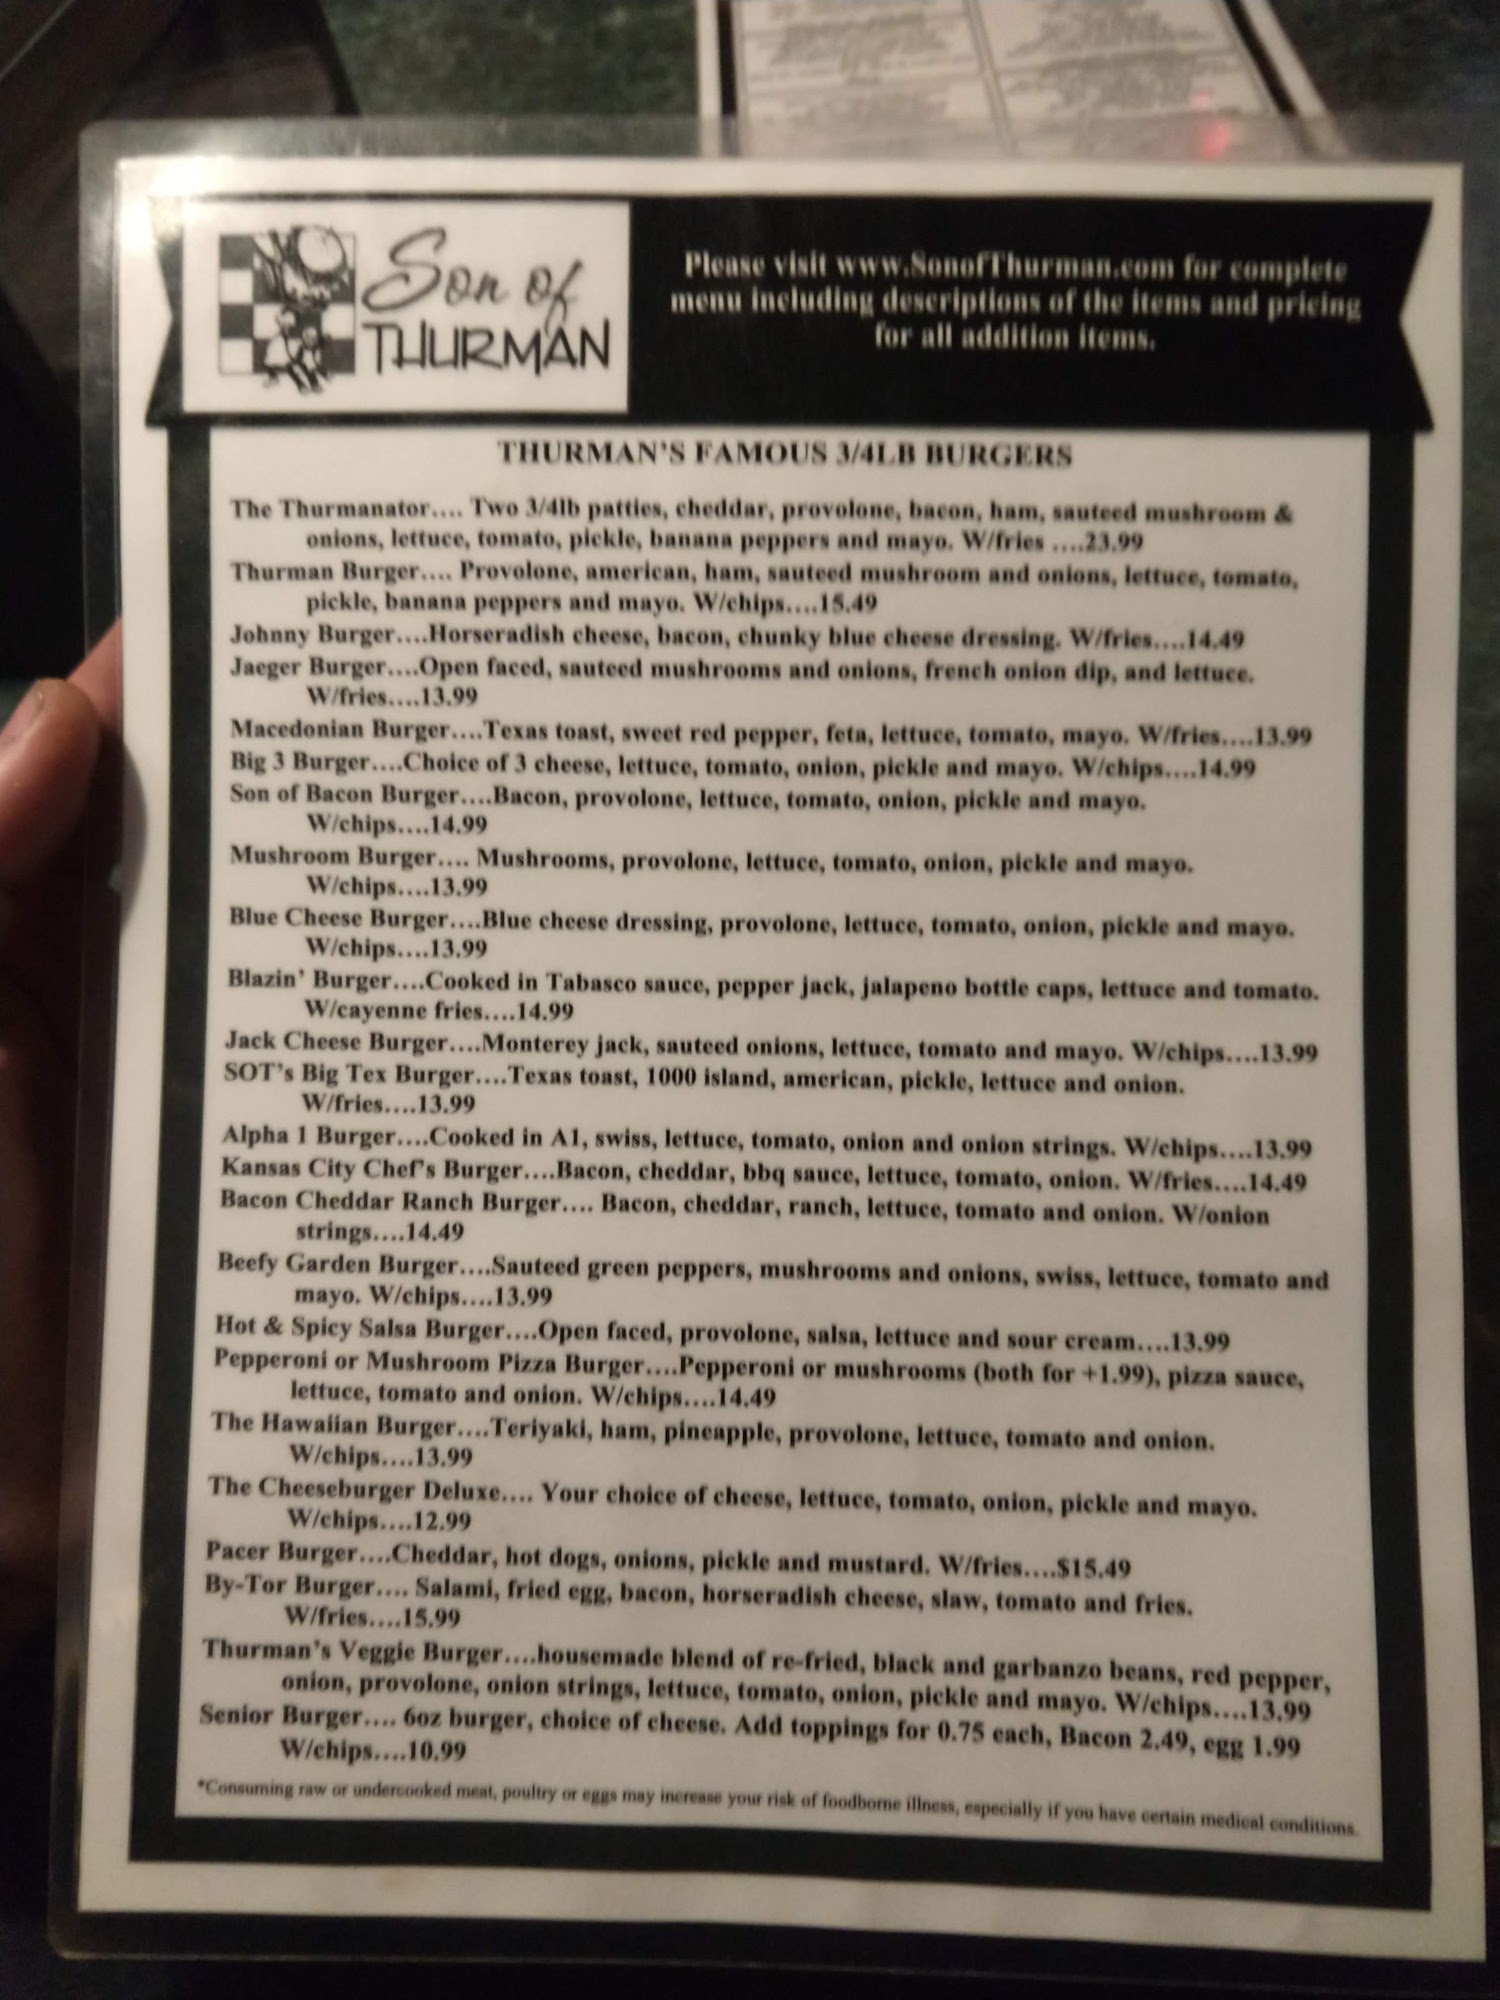 Son of
THURMAN
Please visit www.SonofThurman.com for complete
menu including descriptions of the items and pricing
for all addition items.
THURMAN'S FAMOUS 3/4LB BURGERS
The Thurmanator.... Two 3/4lb patties, cheddar, provolone, bacon, ham, sauteed mushroom &
onions, lettuce, tomato, pickle, banana peppers and mayo. W/fries ....23.99
Thurman Burger.... Provolone, american, ham, sauteed mushroom and onions, lettuce, tomato,
pickle, banana peppers and mayo. W/chips....15.49
Johnny Burger....Horseradish cheese, bacon, chunky blue cheese dressing. W/fries....14.49
Jaeger Burger....Open faced, sauteed mushrooms and onions, french onion dip, and lettuce.
W/fries....13.99
Macedonian Burger....Texas toast, sweet red pepper, feta, lettuce, tomato, mayo. W/fries....13.99
Big 3 Burger....Choice of 3 cheese, lettuce, tomato, onion, pickle and mayo. W/chips....14.99
Son of Bacon Burger....Bacon, provolone, lettuce, tomato, onion, pickle and mayo.
W/chips....14.99
Mushroom Burger.... Mushrooms, provolone, lettuce, tomato, onion, pickle and mayo.
W/chips....13.99
Blue Cheese Burger....Blue cheese dressing, provolone, lettuce, tomato, onion, pickle and mayo.
W/chips....13.99
Blazin' Burger....Cooked in Tabasco sauce, pepper jack, jalapeno bottle caps, lettuce and tomato.
W/cayenne fries....14.99
Jack Cheese Burger....Monterey jack, sauteed onions, lettuce, tomato and mayo. W/chips....13.99
SOT's Big Tex Burger....Texas toast, 1000 island, american, pickle, lettuce and onion.
W/fries....13.99
Alpha 1 Burger....Cooked in A1, swiss, lettuce, tomato, onion and onion strings. W/chips....13.99
Kansas City Chef's Burger....Bacon, cheddar, bbq sauce, lettuce, tomato, onion. W/fries....14.49
Bacon Cheddar Ranch Burger.... Bacon, cheddar, ranch, lettuce, tomato and onion. W/onion
strings....14.49
Beefy Garden Burger....Sauteed green peppers, mushrooms and onions, swiss, lettuce, tomato and
mayo. W/chips....13.99
Hot & Spicy Salsa Burger....Open faced, provolone, salsa, lettuce and sour cream....13.99
Pepperoni or Mushroom Pizza Burger....Pepperoni or mushrooms (both for +1.99), pizza sauce,
lettuce, tomato and onion. W/chips....14.49
The Hawaiian Burger....Teriyaki, ham, pineapple, provolone, lettuce, tomato and onion.
W/chips....13.99
The Cheeseburger Deluxe.... Your choice of cheese, lettuce, tomato, onion, pickle and mayo.
W/chips....12.99
Pacer Burger....Cheddar, hot dogs, onions, pickle and mustard. W/fries....$15.49
By-Tor Burger.... Salami, fried egg, bacon, horseradish cheese, slaw, tomato and fries.
W/fries....15.99
Thurman's Veggie Burger....housemade blend of re-fried, black and garbanzo beans, red pepper,
onion, provolone, onion strings, lettuce, tomato, onion, pickle and mayo. W/chips....13.99
Senior Burger.... 6oz burger, choice of cheese. Add toppings for 0.75 each, Bacon 2.49, egg 1.99
W/chips....10.99
*Consuming raw or undercooked meat, poultry or eggs may increase your risk of foodborne illness, especially if you have certain medical conditions.